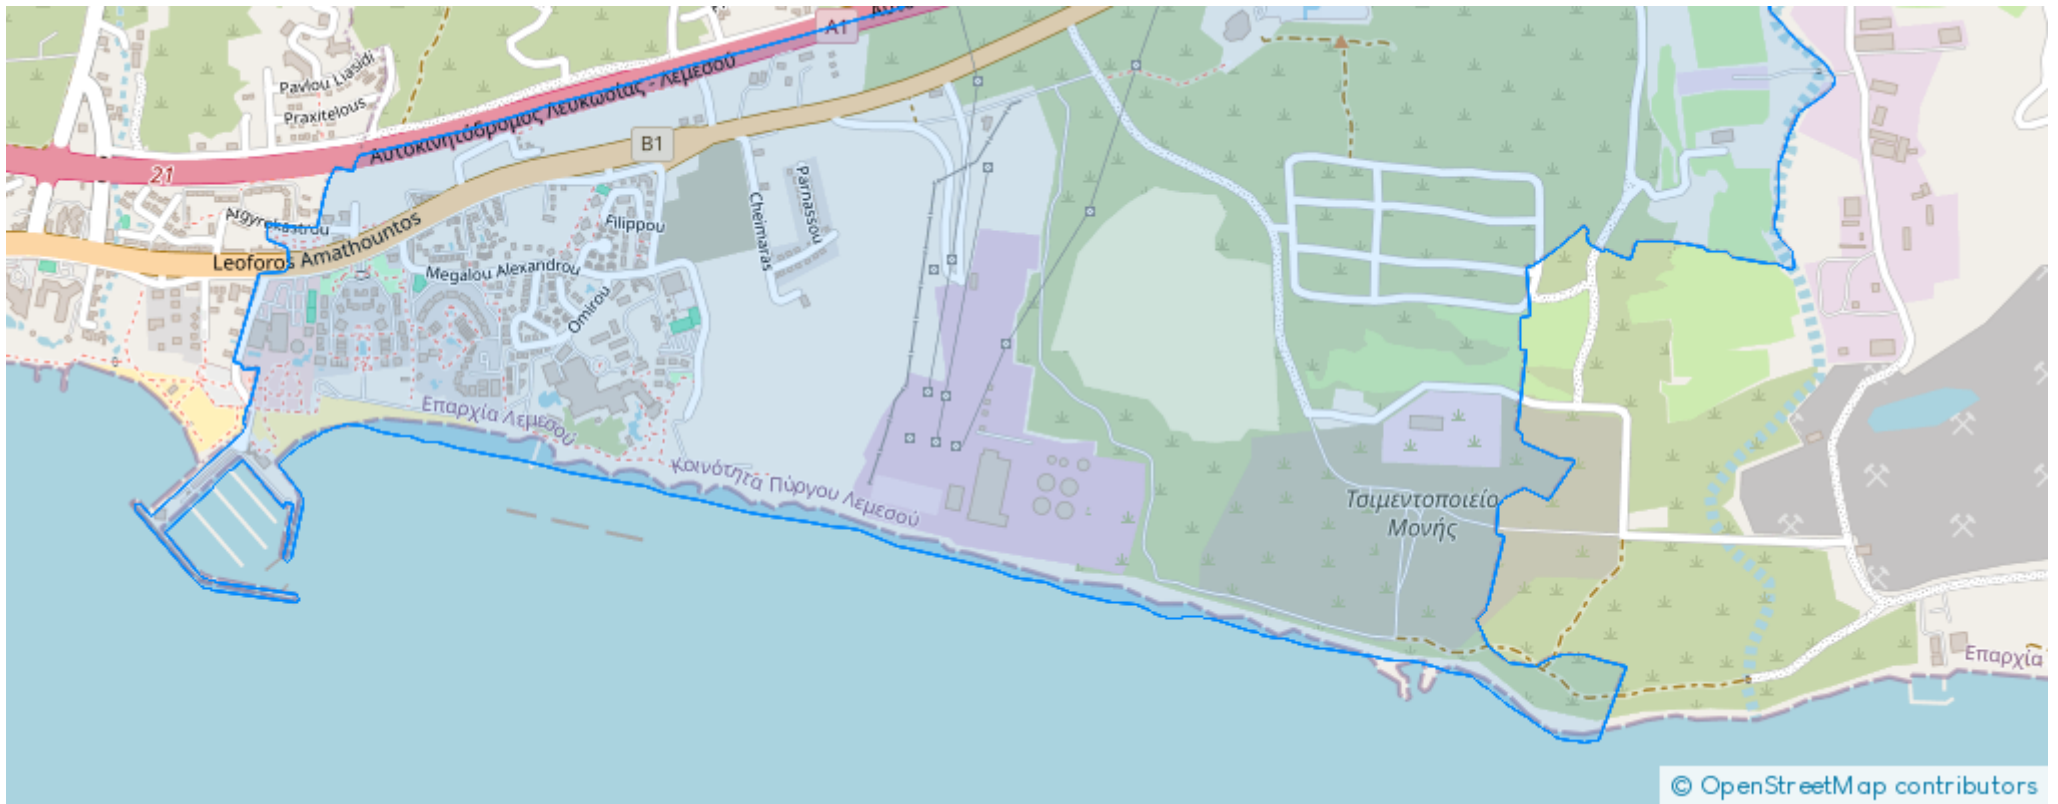 A1
Αυτοκινητόδρομος Λευκωσίας - Λεμεσού
Pavlou Liasidi
Praxitelous
21
B1
Argyrokastrou
Leoforos Amathountos
Filippou
Parnassou
Cheimaras
Megalou Alexandrou
Omirou
Επαρχία Λεμεσού
Κοινότητα Πύργου Λεμεσού
Τσιμεντοποιείο
Μονής
Επαρχία
© OpenStreetMap contributors